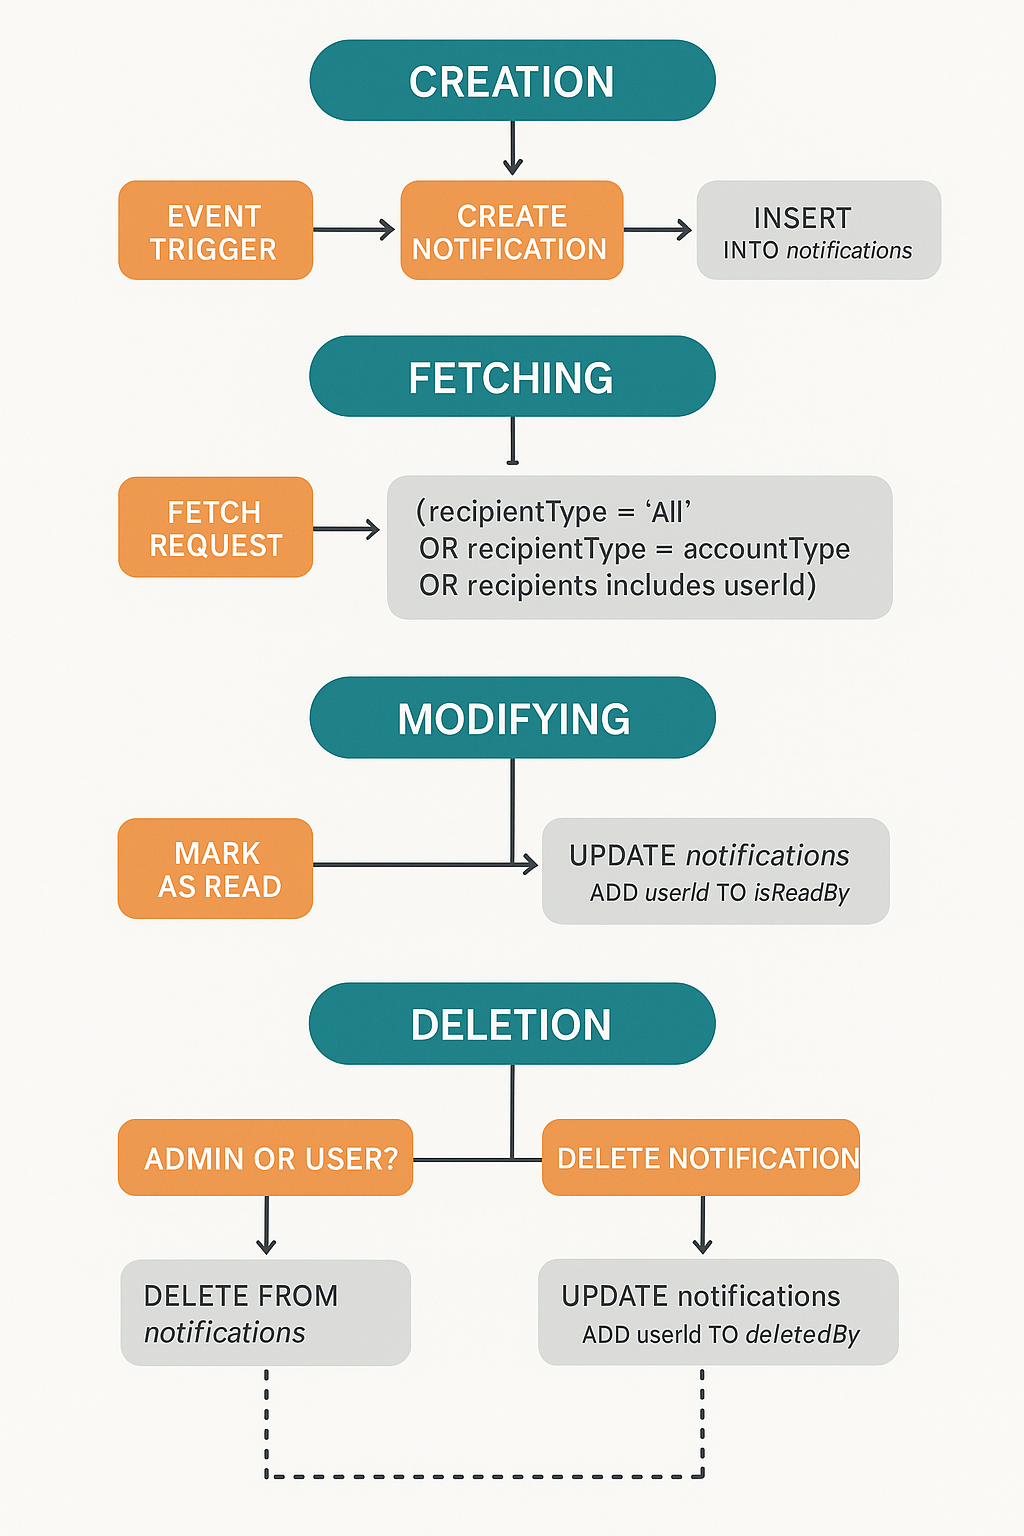 CREATION
EVENT
TRIGGER
CREATE
NOTIFICATION
INSERT
INTO notifications
FETCHING
FETCH
REQUEST
(recipientType = ‘All’
OR recipientType = accountType
OR recipients includes userId)
MODIFYING
MARK
AS READ
UPDATE notifications
ADD userId TO isReadBy
DELETION
ADMIN OR USER?
DELETE NOTIFICATION
DELETE FROM
notifications
UPDATE notifications
ADD userId TO deletedBy